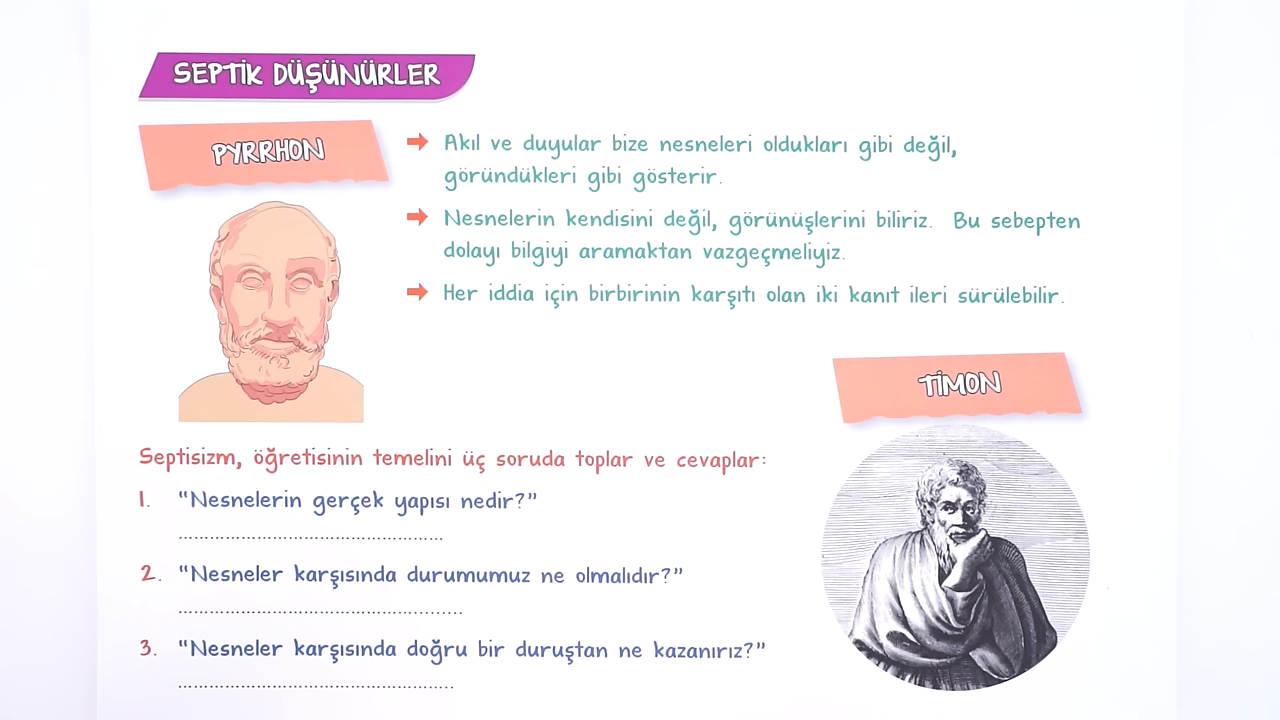 SEPTİK DÜŞÜNÜRLER
PYRRHON
Akıl ve duyular bize nesneleri oldukları gibi değil,
göründükleri gibi gösterir.
Nesnelerin kendisini değil, görünüşlerini biliriz. Bu sebepten
dolayı bilgiyi aramaktan vazgeçmeliyiz.
Her iddia için birbirinin karşıtı olan iki kanıt ileri sürülebilir.
TİMON
Septisizm, öğretisinin temelini üç soruda toplar ve cevaplar:
1. “Nesnelerin gerçek yapısı nedir?”
2. “Nesneler karşısında durumumuz ne olmalıdır?”
3. “Nesneler karşısında doğru bir duruştan ne kazanırız?”